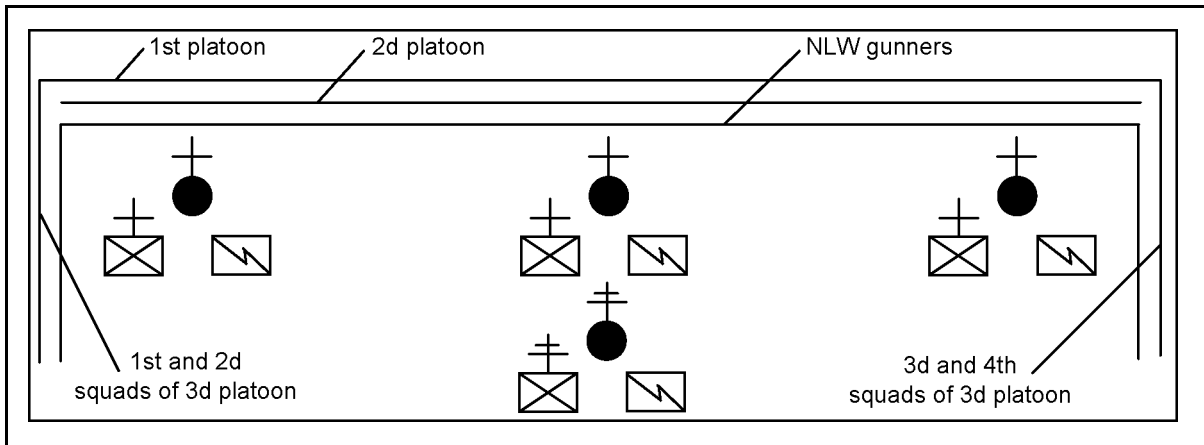 1st platoon
2d platoon
NLW gunners
1st and 2d
squads of 3d platoon
3d and 4th
squads of 3d platoon